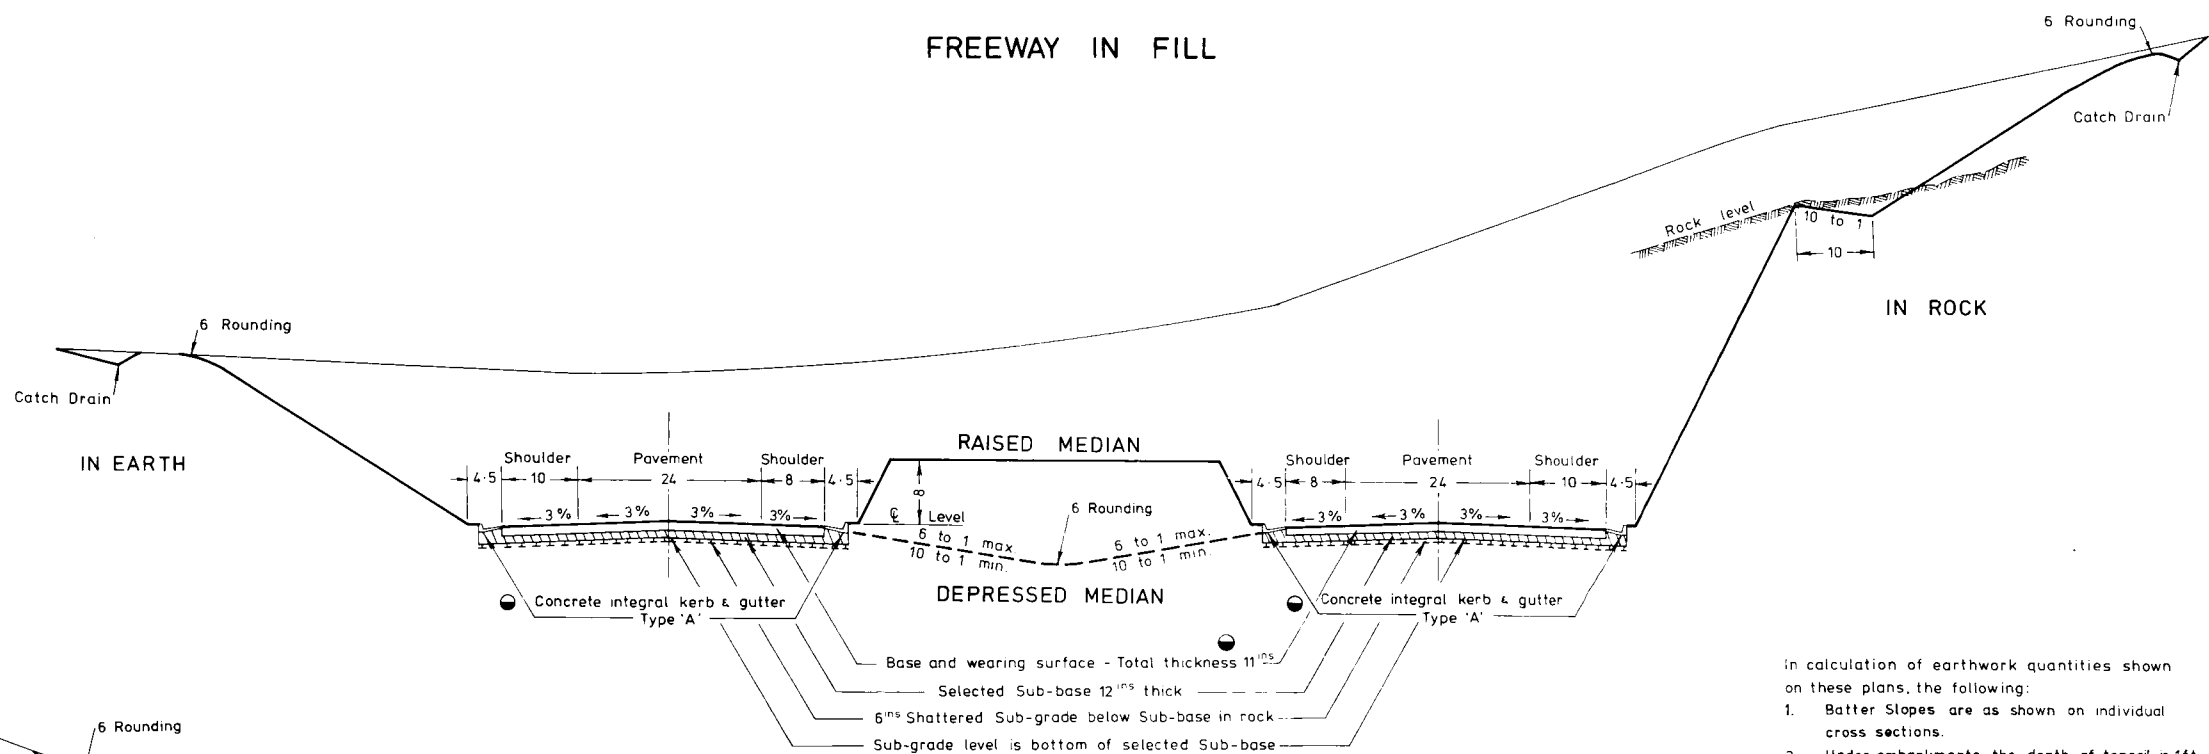 FREEWAY IN FILL
6 Rounding
Catch Drain
Rock level
10 to 1
10
IN ROCK
6 Rounding
Catch Drain
IN EARTH
RAISED MEDIAN
Shoulder Pavement Shoulder
4·5 10 24 8 4·5
3% 3% 3% 3%
8
℄ Level
6 to 1 max.
10 to 1 min.
6 Rounding
6 to 1 max.
10 to 1 min.
DEPRESSED MEDIAN
Shoulder Pavement Shoulder
4·5 8 24 10 4·5
3% 3% 3% 3%
Concrete integral kerb & gutter
Type 'A'
Concrete integral kerb & gutter
Type 'A'
Base and wearing surface - Total thickness 11ins
Selected Sub-base 12ins thick
6ins Shattered Sub-grade below Sub-base in rock
Sub-grade level is bottom of selected Sub-base
6 Rounding
In calculation of earthwork quantities shown
on these plans, the following:
1. Batter Slopes are as shown on individual
cross sections.